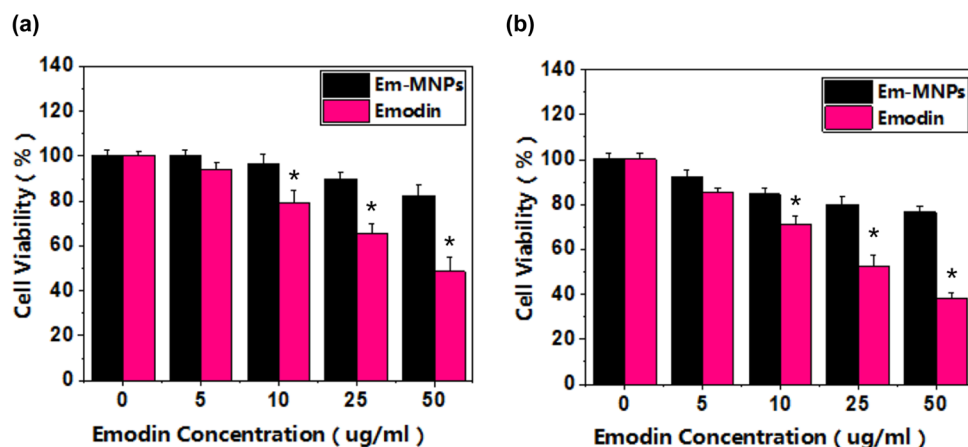 (a)
140
120
100
80
60
40
20
0
Cell Viability ( % )
Em-MNPs
Emodin
*
*
*
0 5 10 25 50
Emodin Concentration ( ug/ml )
(b)
140
120
100
80
60
40
20
0
Cell Viability ( % )
Em-MNPs
Emodin
*
*
*
0 5 10 25 50
Emodin Concentration ( ug/ml )